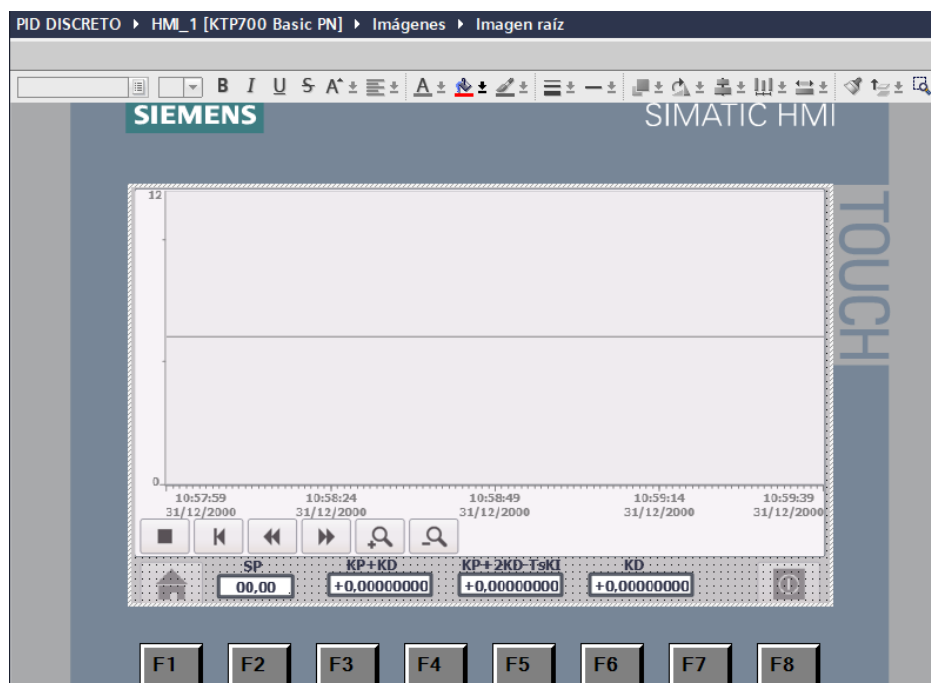 PID DISCRETO ▸ HMI_1 [KTP700 Basic PN] ▸ Imágenes ▸ Imagen raíz
B I U S A A
SIEMENS SIMATIC HMI
TOUCH
12
0
10:57:59 10:58:24 10:58:49 10:59:14 10:59:39
31/12/2000 31/12/2000 31/12/2000 31/12/2000 31/12/2000
SP KP+KD KP+2KD-TsKI KD
00,00 +0,00000000 +0,00000000 +0,00000000
F1 F2 F3 F4 F5 F6 F7 F8